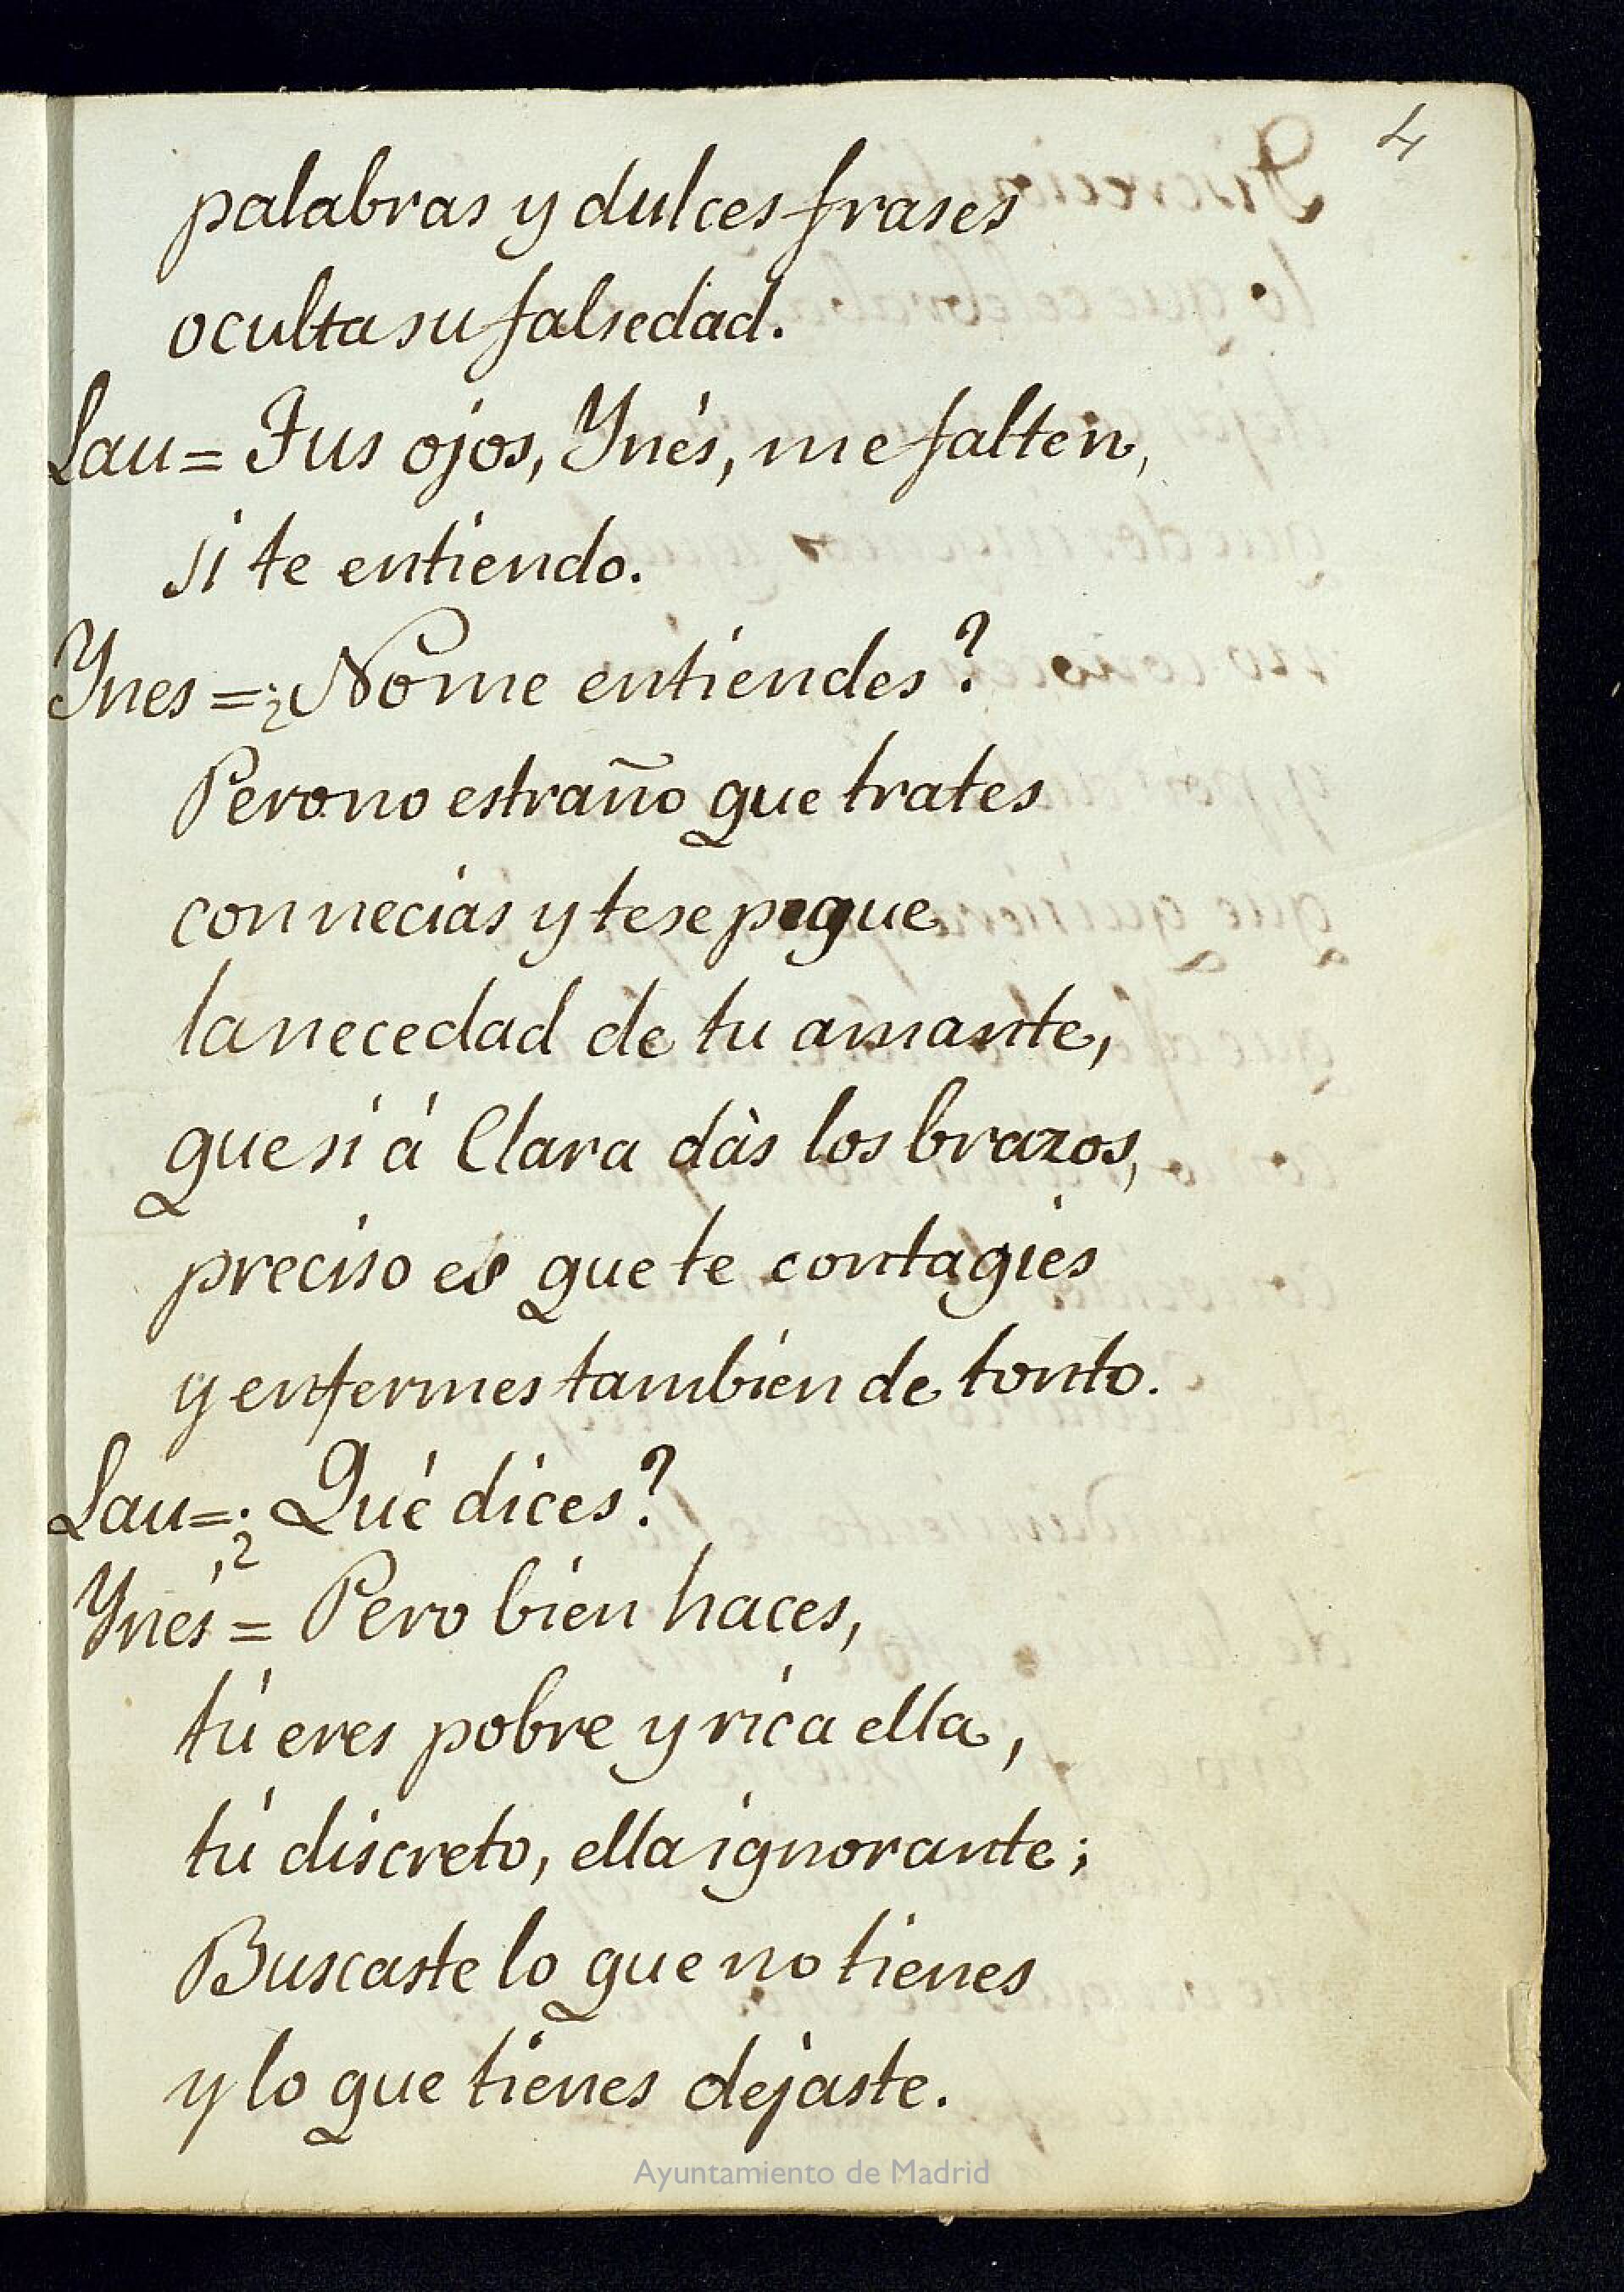 4
palabras y dulces frases
oculta su falsedad.
Lau = Tus ojos, Ynés, me falten,
si te entiendo.
Ynes = ¿No me entiendes?
Pero no estraño que trates
con necias y te se pegue
la necedad de tu amante,
que si á Clara dàs los brazos,
preciso es que te contagies
y enfermes tambien de tonto.
Lau = ¿Qué dices?
Ynés = Pero bien haces,
tú eres pobre y rica ella,
tú discreto, ella ignorante;
Buscaste lo que no tienes
y lo que tienes dejaste.
Ayuntamiento de Madrid